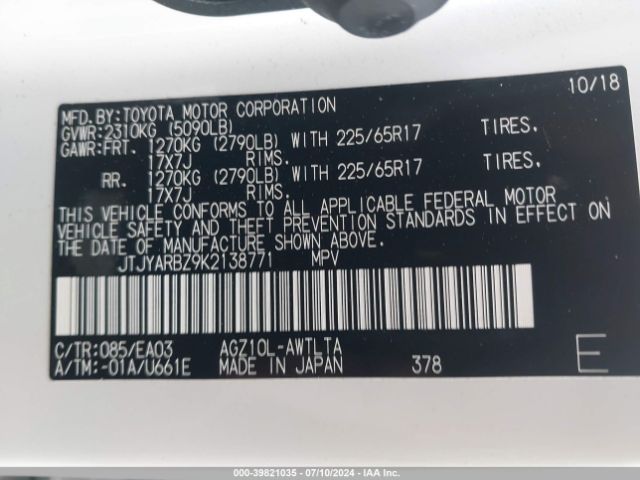 MFD.BY:TOYOTA MOTOR CORPORATION 10/18
GVWR:2310KG (5090LB)
GAWR:FRT. 1270KG (2790LB) WITH 225/65R17 TIRES.
17X7J RIMS.
RR. 1270KG (2790LB) WITH 225/65R17 TIRES.
17X7J RIMS.
THIS VEHICLE CONFORMS TO ALL APPLICABLE FEDERAL MOTOR
VEHICLE SAFETY AND THEFT PREVENTION STANDARDS IN EFFECT ON
THE DATE OF MANUFACTURE SHOWN ABOVE.
JTJYARBZ9K2138771 MPV
C/TR:085/EA03 AGZ10L-AWTLTA
A/TM:-01A/U661E MADE IN JAPAN 378 E
000-39821035 - 07/10/2024 - IAA Inc.